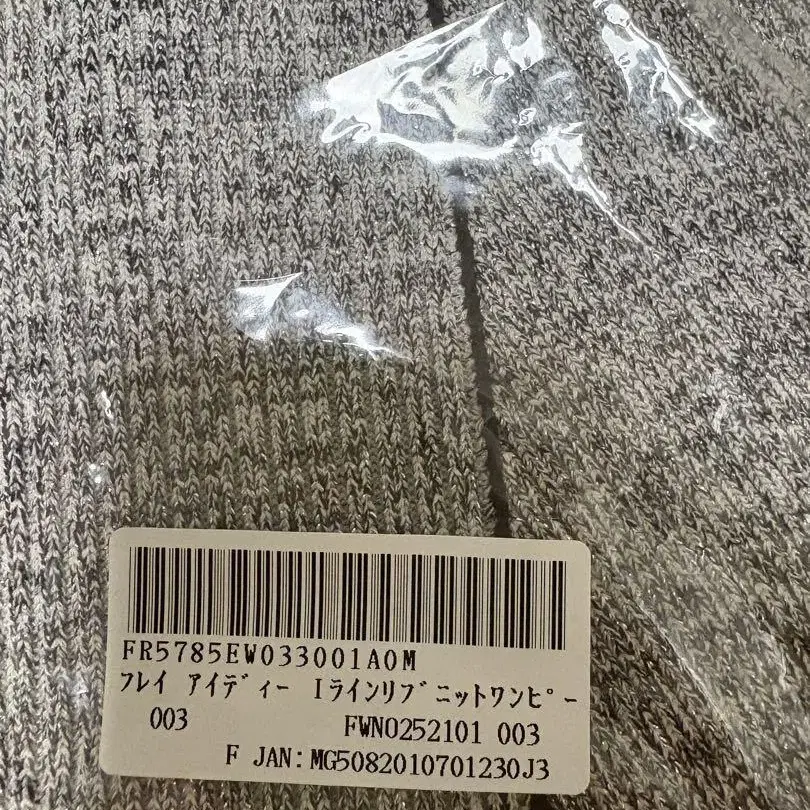 FR5785EW033001A0M
フレイ アイディー Iラインリブニットワンピー
003 FWNO252101 003
F JAN:MG5082010701230J3